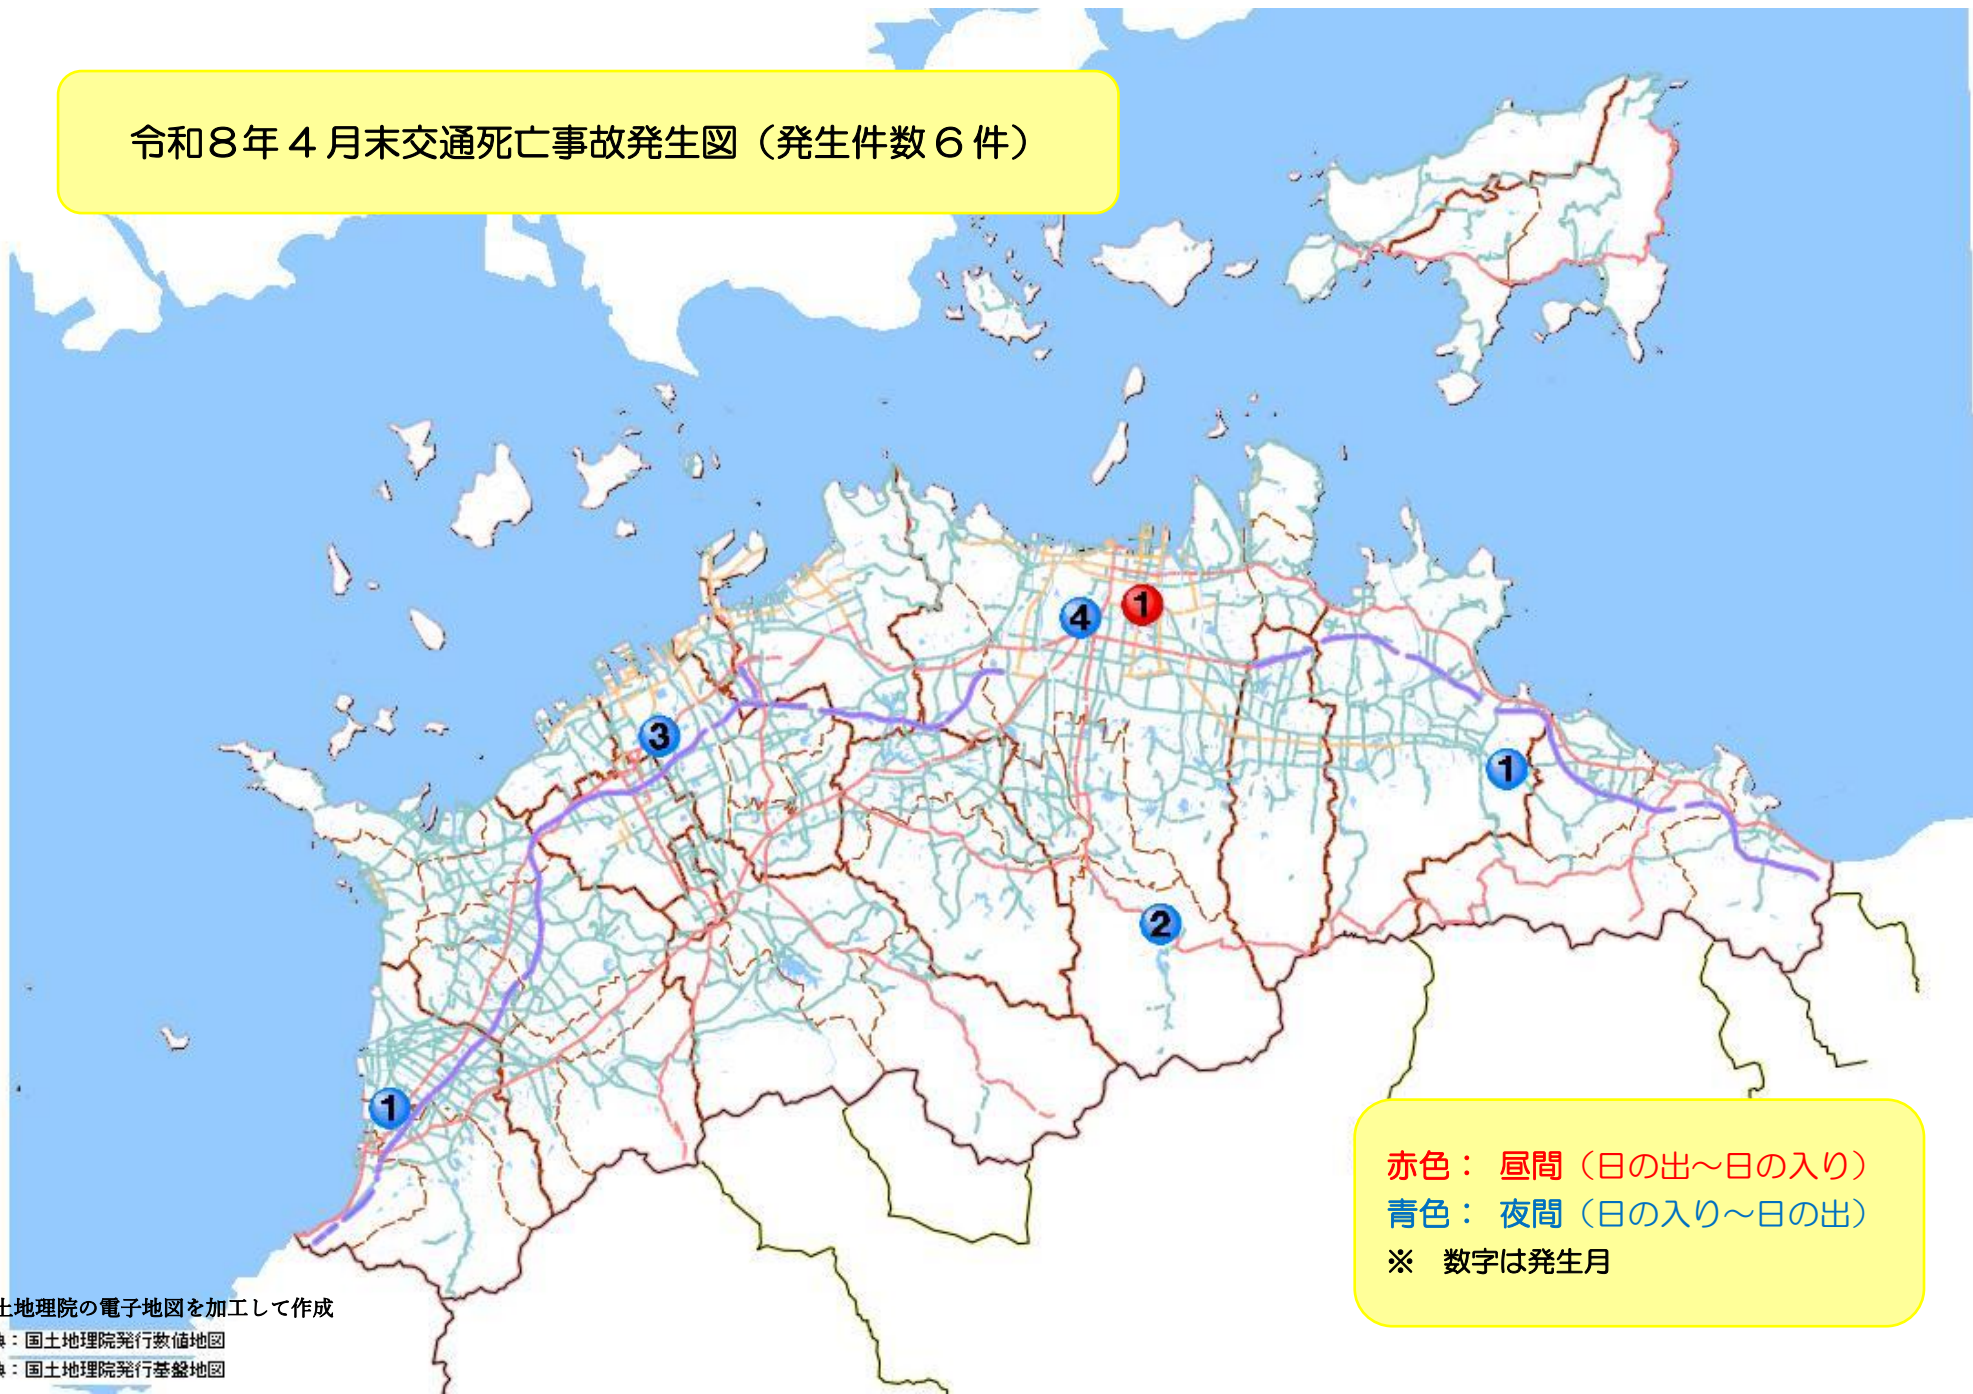 令和８年４月末交通死亡事故発生図（発生件数６件）
4
1
3
1
2
1
赤色： 昼間（日の出～日の入り）
青色： 夜間（日の入り～日の出）
※　数字は発生月
土地理院の電子地図を加工して作成
：国土地理院発行数値地図
：国土地理院発行基盤地図